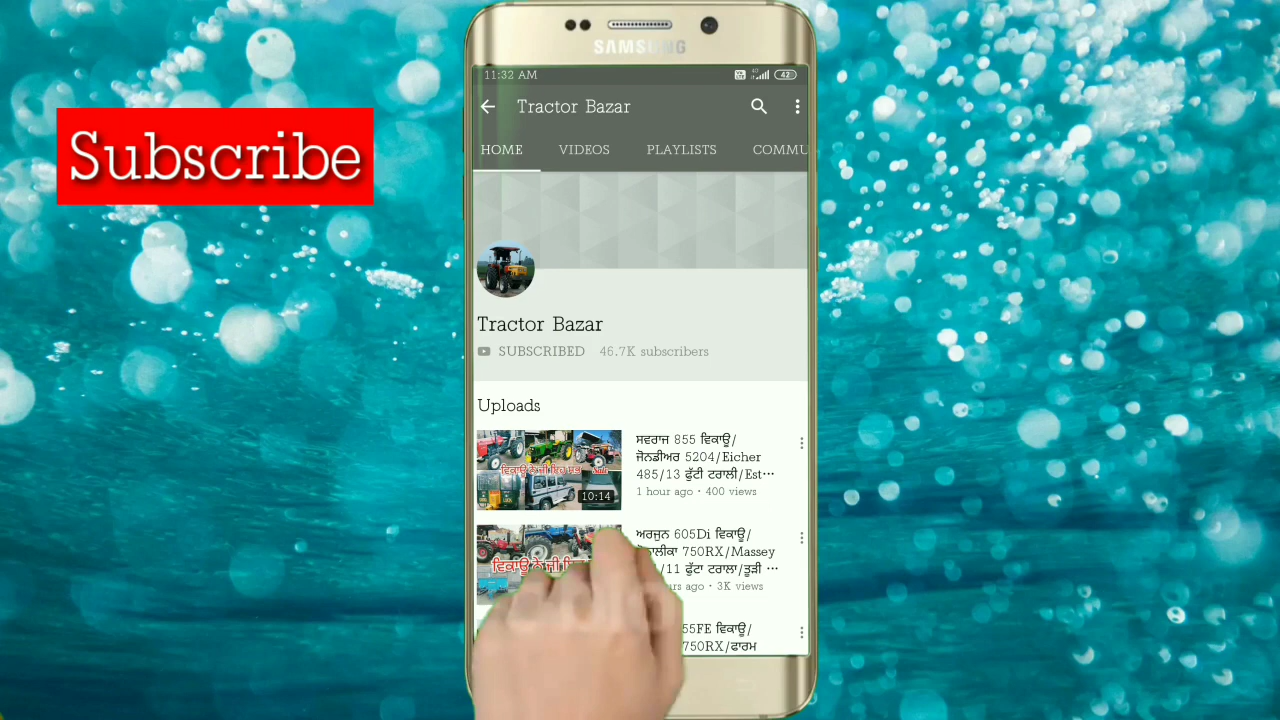 Subscribe
SAMSUNG
11:32 AM
42
Tractor Bazar
HOME VIDEOS PLAYLISTS COMMU
Tractor Bazar
SUBSCRIBED 46.7K subscribers
Uploads
ਸਵਰਾਜ 855 ਵਿਕਾਊ/
ਜੋਨਡੀਅਰ 5204/Eicher
485/13 ਫੁੱਟੀ ਟਰਾਲੀ/Est...
1 hour ago • 400 views
10:14
ਅਰਜੁਨ 605Di ਵਿਕਾਊ/
750RX/Massey
/11 ਫੁੱਟਾ ਟਰਾਲਾ/ਤੂੜੀ ...
ago • 3K views
ਵਿਕਾਊ ਨੇ ਜੀ
55FE ਵਿਕਾਊ/
750RX/ਫਾਰਮ